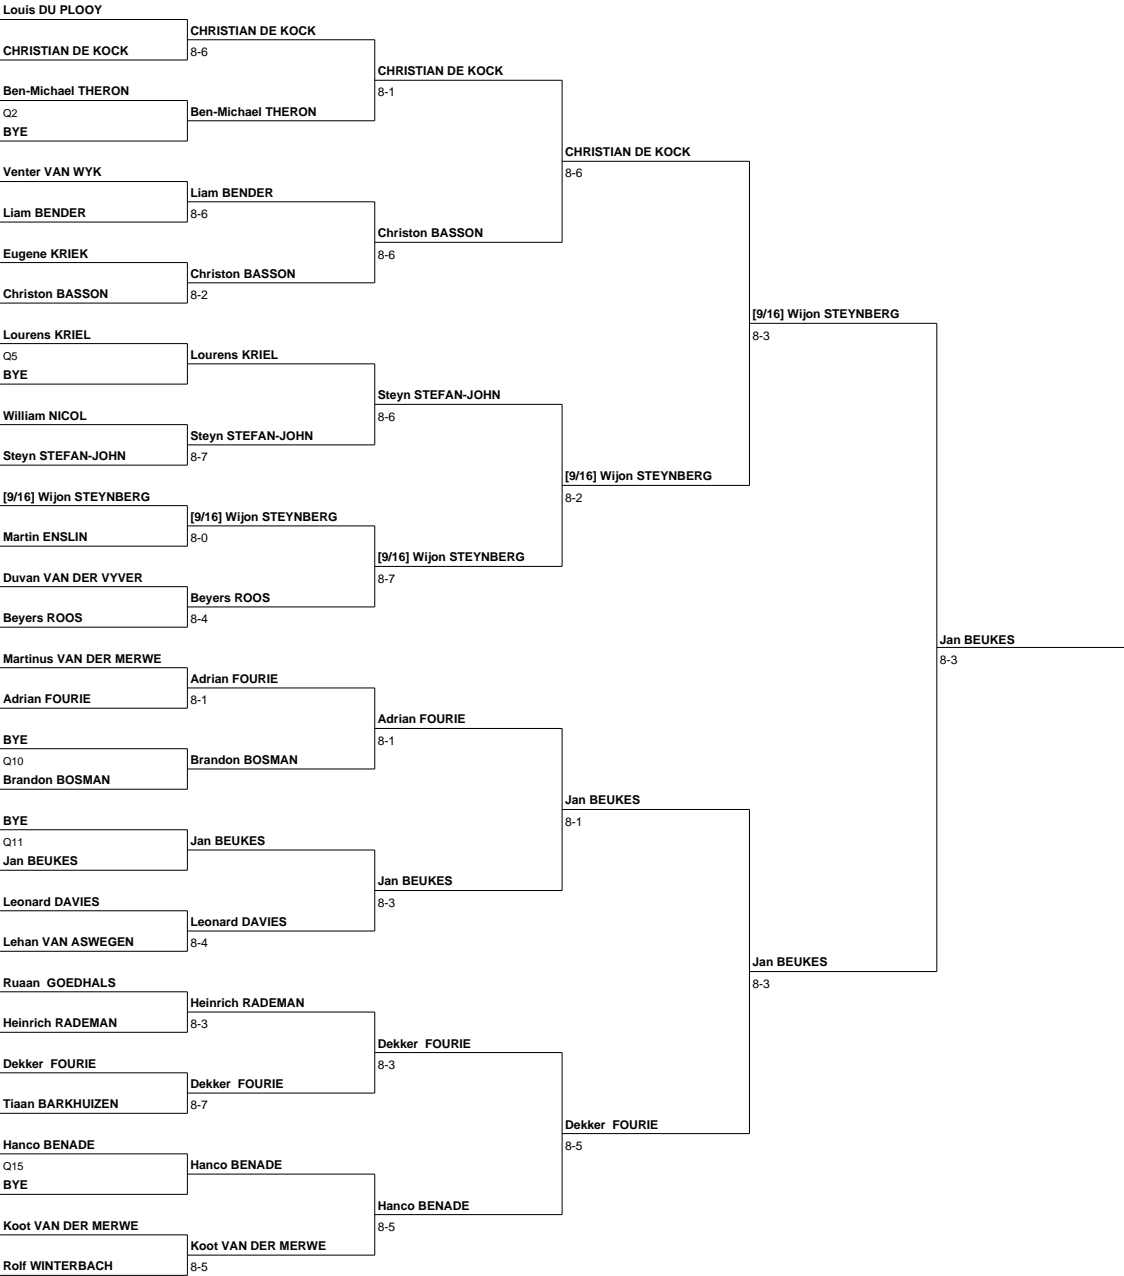 Louis DU PLOOY
CHRISTIAN DE KOCK
CHRISTIAN DE KOCK
8-6
CHRISTIAN DE KOCK
8-1
Ben-Michael THERON
Q2
Ben-Michael THERON
BYE
CHRISTIAN DE KOCK
8-6
Venter VAN WYK
Liam BENDER
Liam BENDER
8-6
Christon BASSON
8-6
Eugene KRIEK
Christon BASSON
Christon BASSON
8-2
[9/16] Wijon STEYNBERG
8-3
Lourens KRIEL
Q5
Lourens KRIEL
BYE
Steyn STEFAN-JOHN
8-6
William NICOL
Steyn STEFAN-JOHN
Steyn STEFAN-JOHN
8-7
[9/16] Wijon STEYNBERG
8-2
[9/16] Wijon STEYNBERG
[9/16] Wijon STEYNBERG
Martin ENSLIN
8-0
[9/16] Wijon STEYNBERG
8-7
Duvan VAN DER VYVER
Beyers ROOS
Beyers ROOS
8-4
Jan BEUKES
8-3
Martinus VAN DER MERWE
Adrian FOURIE
Adrian FOURIE
8-1
Adrian FOURIE
8-1
BYE
Q10
Brandon BOSMAN
Brandon BOSMAN
Jan BEUKES
8-1
BYE
Q11
Jan BEUKES
Jan BEUKES
Jan BEUKES
8-3
Leonard DAVIES
Leonard DAVIES
Lehan VAN ASWEGEN
8-4
Jan BEUKES
8-3
Ruaan GOEDHALS
Heinrich RADEMAN
Heinrich RADEMAN
8-3
Dekker FOURIE
8-3
Dekker FOURIE
Dekker FOURIE
Tiaan BARKHUIZEN
8-7
Dekker FOURIE
8-5
Hanco BENADE
Q15
Hanco BENADE
BYE
Hanco BENADE
8-5
Koot VAN DER MERWE
Koot VAN DER MERWE
Rolf WINTERBACH
8-5